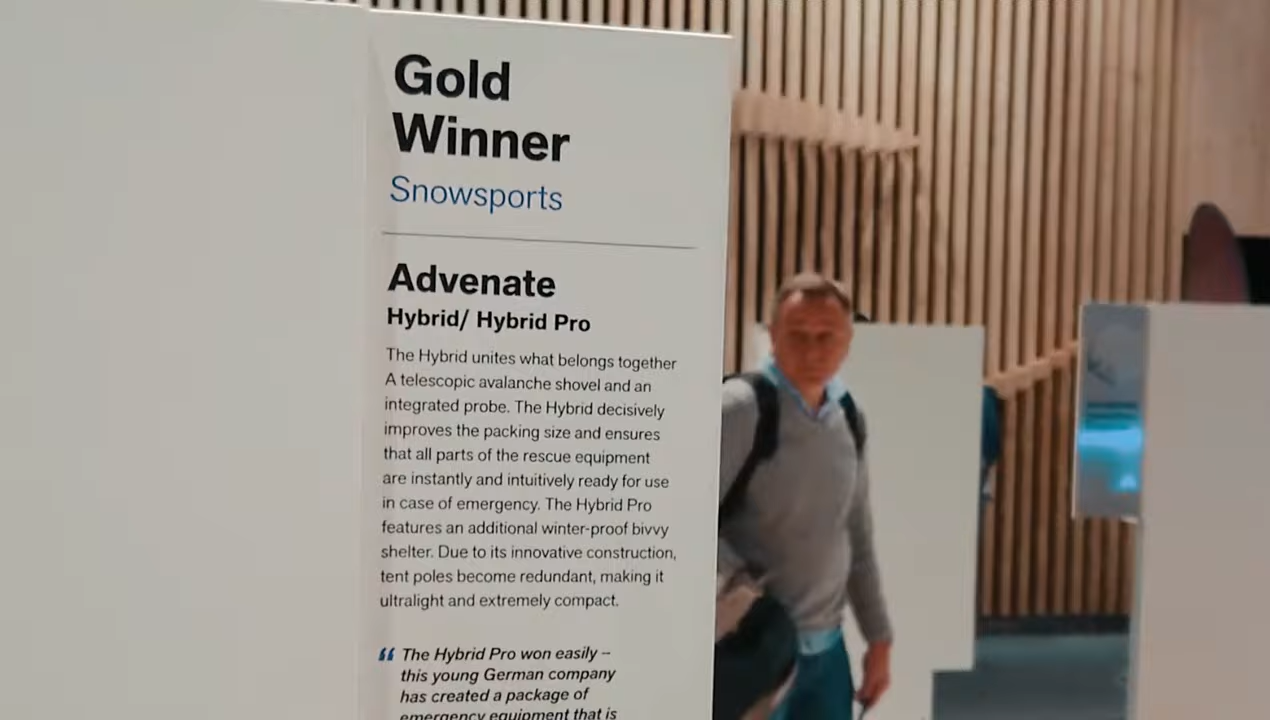 Gold
Winner
Snowsports
Advenate
Hybrid/ Hybrid Pro
The Hybrid unites what belongs together
A telescopic avalanche shovel and an
integrated probe. The Hybrid decisively
improves the packing size and ensures
that all parts of the rescue equipment
are instantly and intuitively ready for use
in case of emergency. The Hybrid Pro
features an additional winter-proof bivvy
shelter. Due to its innovative construction,
tent poles become redundant, making it
ultralight and extremely compact.
“ The Hybrid Pro won easily –
this young German company
has created a package of
emergency equipment that is